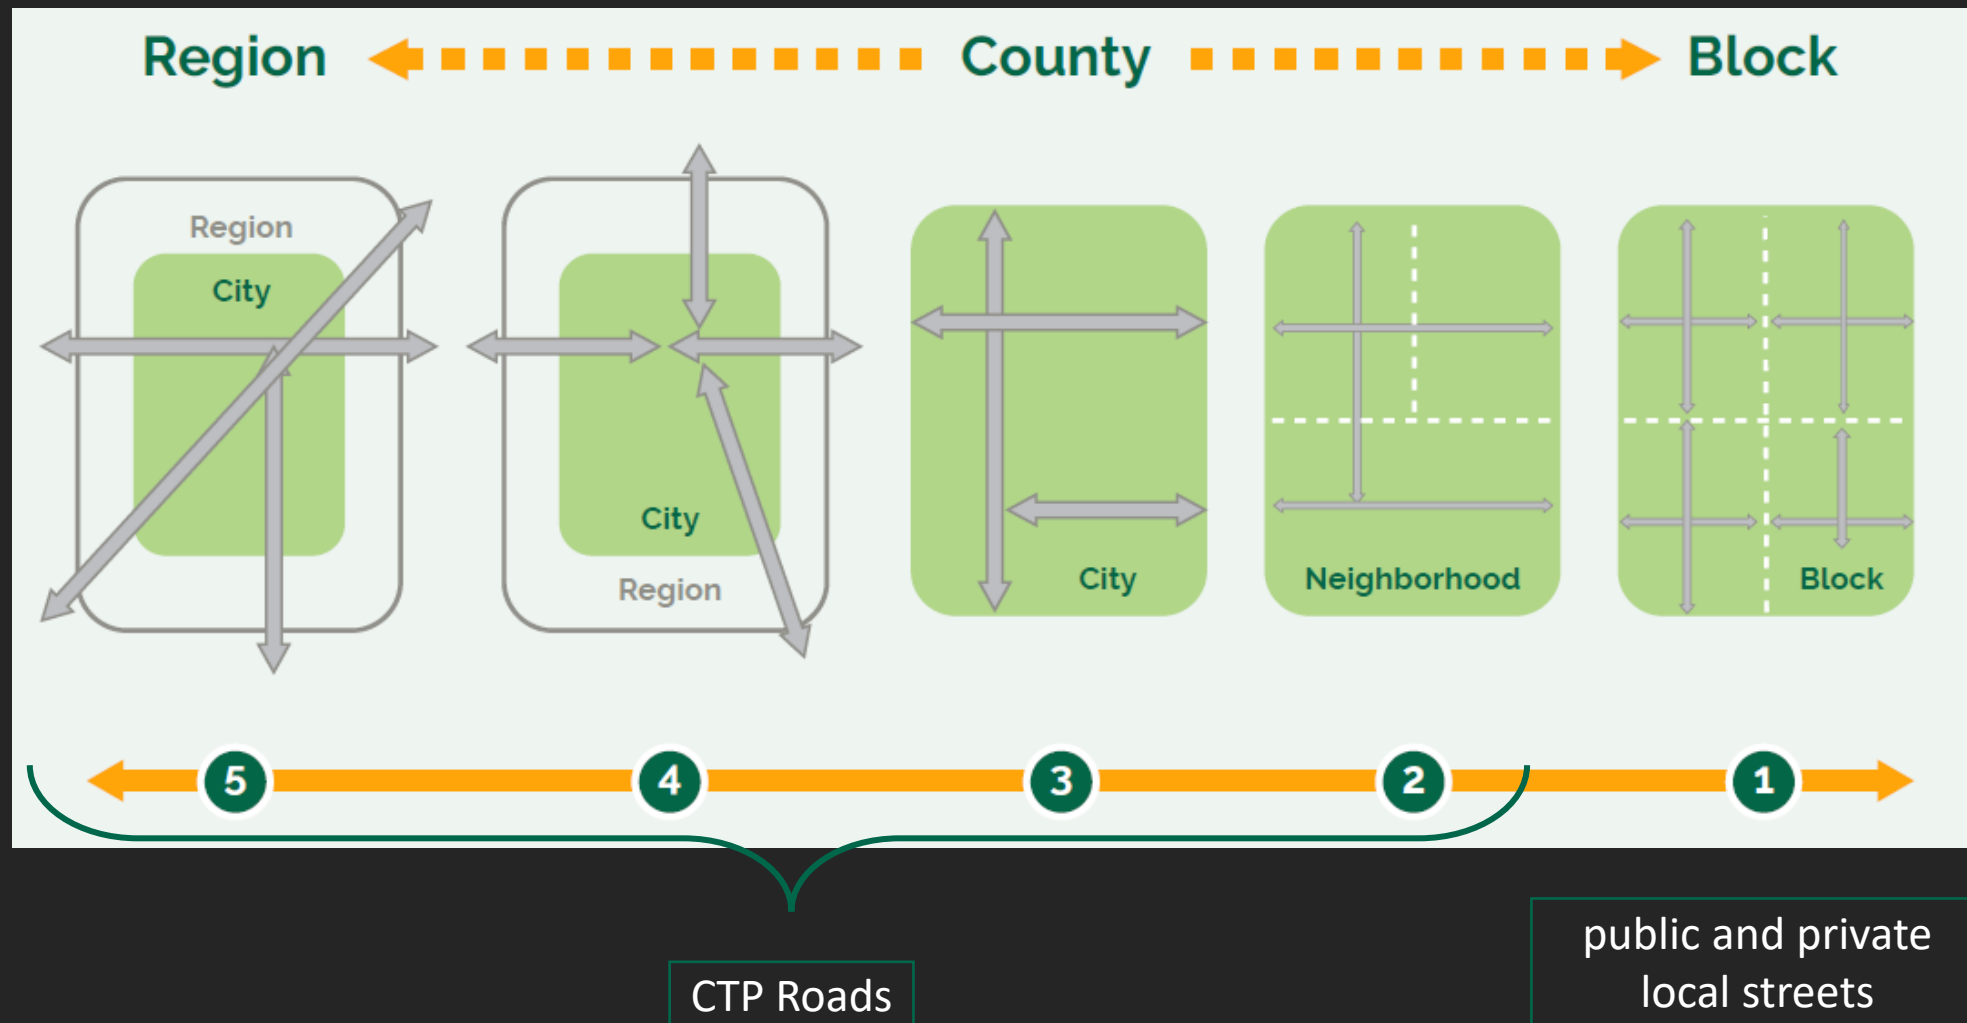 Region
County
Block
Region
City
City
Region
City
Neighborhood
Block
5
4
3
2
1
CTP Roads
public and private
local streets